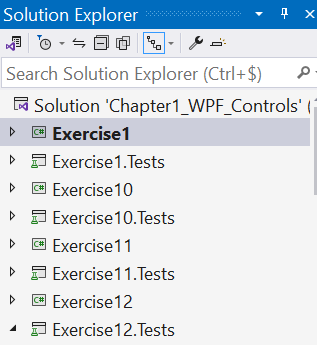 Solution Explorer
Search Solution Explorer (Ctrl+$)
Solution 'Chapter1_WPF_Controls' (
Exercise1
Exercise1.Tests
Exercise10
Exercise10.Tests
Exercise11
Exercise11.Tests
Exercise12
Exercise12.Tests